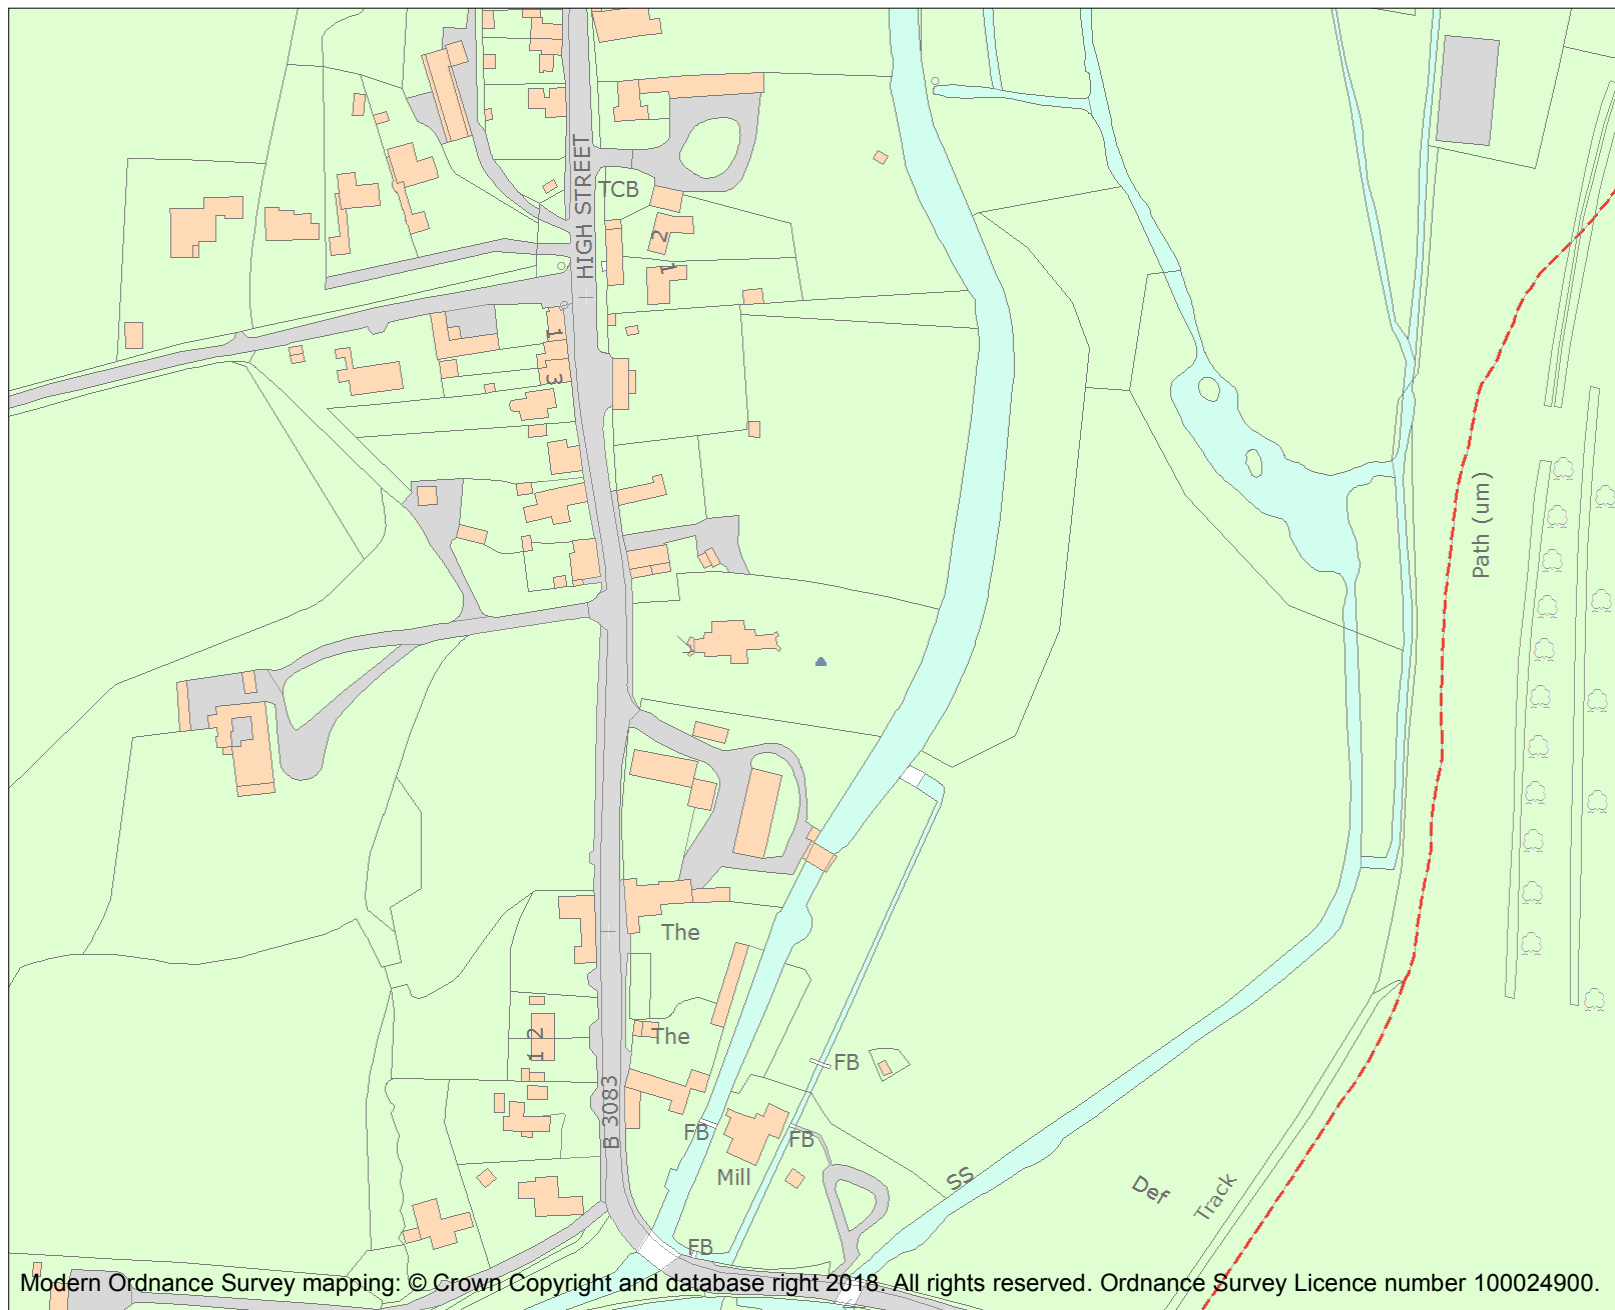 HIGH STREET
TCB
2
1
1
3
Path (um)
The
The
2
1
FB
B 3083
FB
FB
Mill
SS
Def
Track
FB
Modern Ordnance Survey mapping: © Crown Copyright and database right 2018. All rights reserved. Ordnance Survey Licence number 100024900.